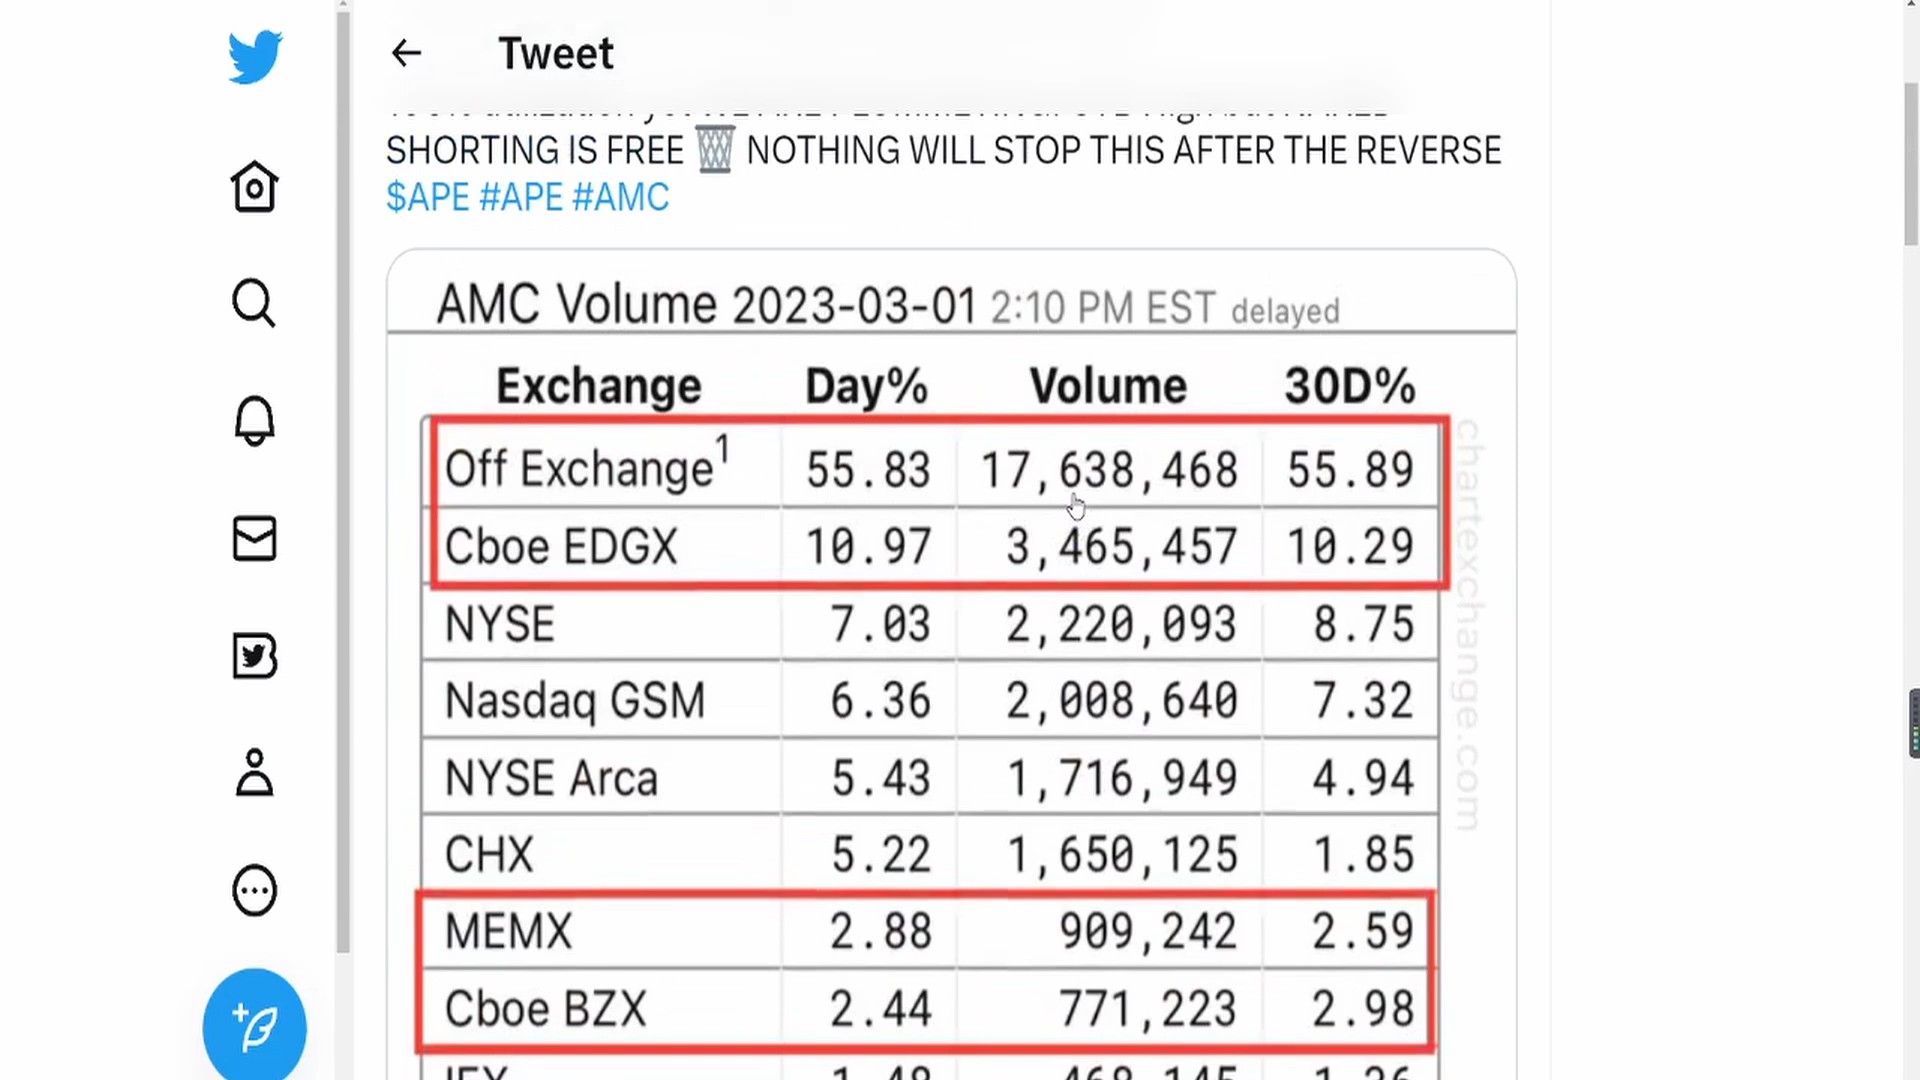 Tweet
SHORTING IS FREE 🗑 NOTHING WILL STOP THIS AFTER THE REVERSE
$APE #APE #AMC
AMC Volume 2023-03-01 2:10 PM EST delayed
Exchange Day% Volume 30D%
Off Exchange¹ 55.83 17,638,468 55.89
Cboe EDGX 10.97 3,465,457 10.29
NYSE 7.03 2,220,093 8.75
Nasdaq GSM 6.36 2,008,640 7.32
NYSE Arca 5.43 1,716,949 4.94
CHX 5.22 1,650,125 1.85
MEMX 2.88 909,242 2.59
Cboe BZX 2.44 771,223 2.98
chartexchange.com